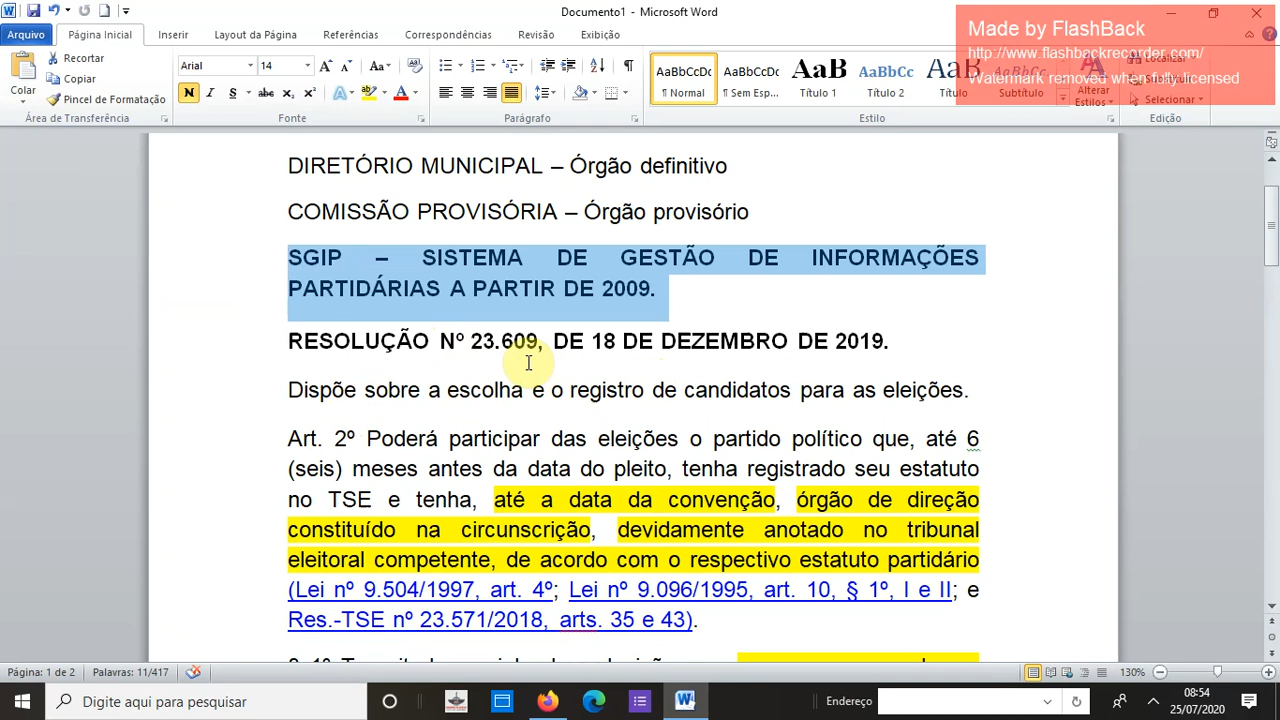 Documento1 - Microsoft Word
Made by FlashBack
http://www.flashbackrecorder.com/
Watermark removed when fully licensed
Arquivo Página Inicial Inserir Layout da Página Referências Correspondências Revisão Exibição
Colar
Recortar
Copiar
Pincel de Formatação
Área de Transferência
Arial 14
Fonte
Parágrafo
AaBbCcDc AaBbCcDc AaB AaBbCc AaB AaBbCc
¶ Normal ¶ Sem Esp... Título 1 Título 2 Título Subtítulo
Alterar
Estilos
Estilo
Localizar
Selecionar
Edição
DIRETÓRIO MUNICIPAL – Órgão definitivo
COMISSÃO PROVISÓRIA – Órgão provisório
SGIP – SISTEMA DE GESTÃO DE INFORMAÇÕES
PARTIDÁRIAS A PARTIR DE 2009.
RESOLUÇÃO Nº 23.609, DE 18 DE DEZEMBRO DE 2019.
Dispõe sobre a escolha e o registro de candidatos para as eleições.
Art. 2º Poderá participar das eleições o partido político que, até 6
(seis) meses antes da data do pleito, tenha registrado seu estatuto
no TSE e tenha, até a data da convenção, órgão de direção
constituído na circunscrição, devidamente anotado no tribunal
eleitoral competente, de acordo com o respectivo estatuto partidário
(Lei nº 9.504/1997, art. 4º; Lei nº 9.096/1995, art. 10, § 1º, I e II; e
Res.-TSE nº 23.571/2018, arts. 35 e 43).
Página: 1 de 2 Palavras: 11/417 130%
Digite aqui para pesquisar
Endereço
08:54
25/07/2020